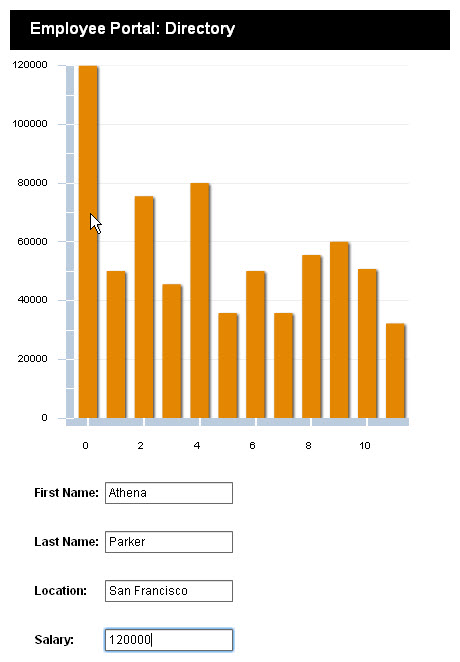 Employee Portal: Directory
120000
100000
80000
60000
40000
20000
0
0 2 4 6 8 10
First Name: Athena
Last Name: Parker
Location: San Francisco
Salary: 120000